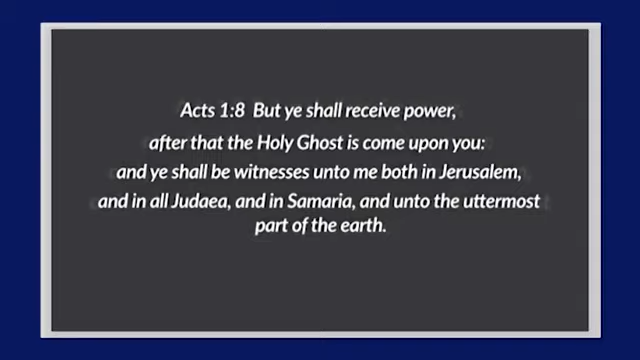 Acts 1:8 But ye shall receive power,
after that the Holy Ghost is come upon you:
and ye shall be witnesses unto me both in Jerusalem,
and in all Judaea, and in Samaria, and unto the uttermost
part of the earth.